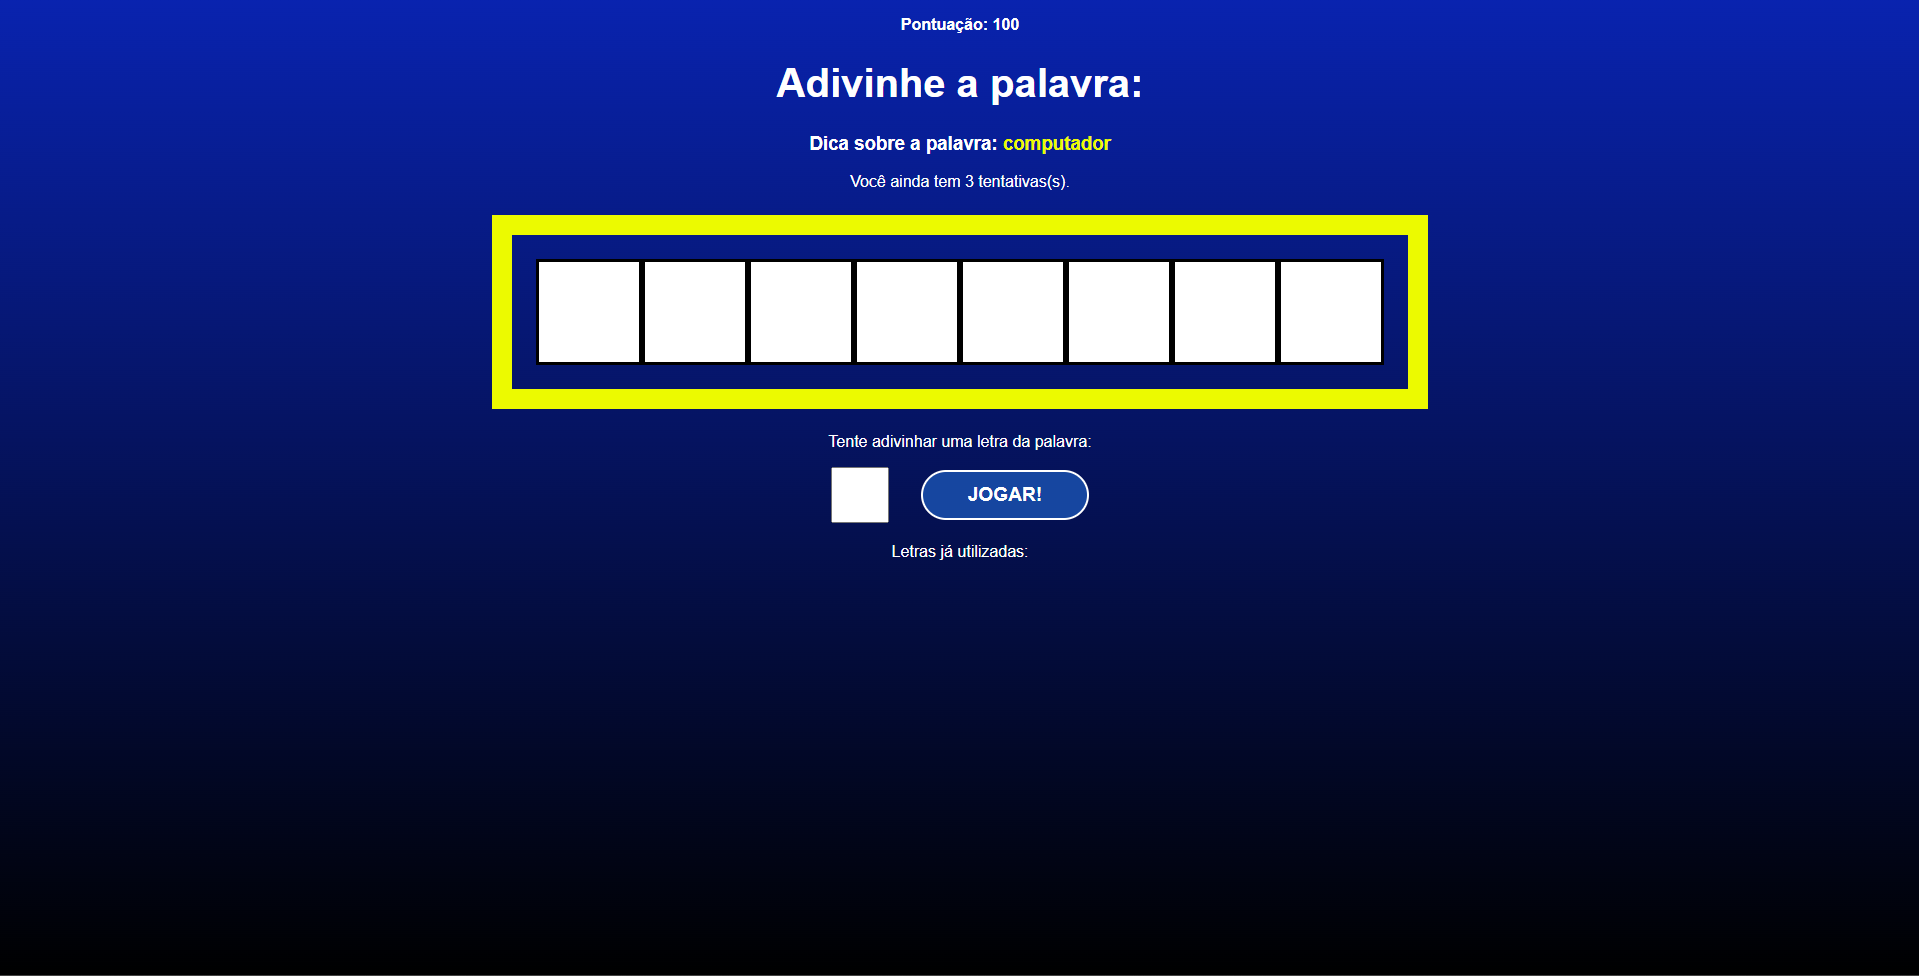 Pontuação: 100
Adivinhe a palavra:
Dica sobre a palavra: computador
Você ainda tem 3 tentativas(s).
Tente adivinhar uma letra da palavra:
JOGAR!
Letras já utilizadas: